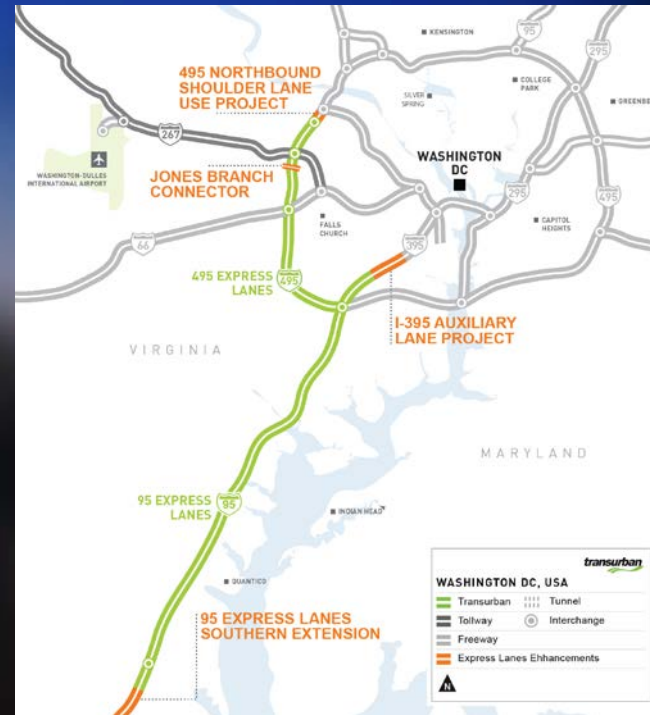 KENSINGTON
95
295
495 NORTHBOUND
SHOULDER LANE
USE PROJECT
COLLEGE
PARK
SILVER
SPRING
GREENBE
267
WASHINGTON
DC
WASHINGTON-DULLES
INTERNATIONAL AIRPORT
JONES BRANCH
CONNECTOR
295
495
FALLS
CHURCH
CAPITOL
HEIGHTS
66
395
495 EXPRESS
LANES
495
I-395 AUXILIARY
LANE PROJECT
VIRGINIA
MARYLAND
95 EXPRESS
LANES
95
INDIAN HEAD
QUANTICO
95 EXPRESS LANES
SOUTHERN EXTENSION
transurban
WASHINGTON DC, USA
Transurban
Tunnel
Tollway
Interchange
Freeway
Express Lanes Ehhancements
N